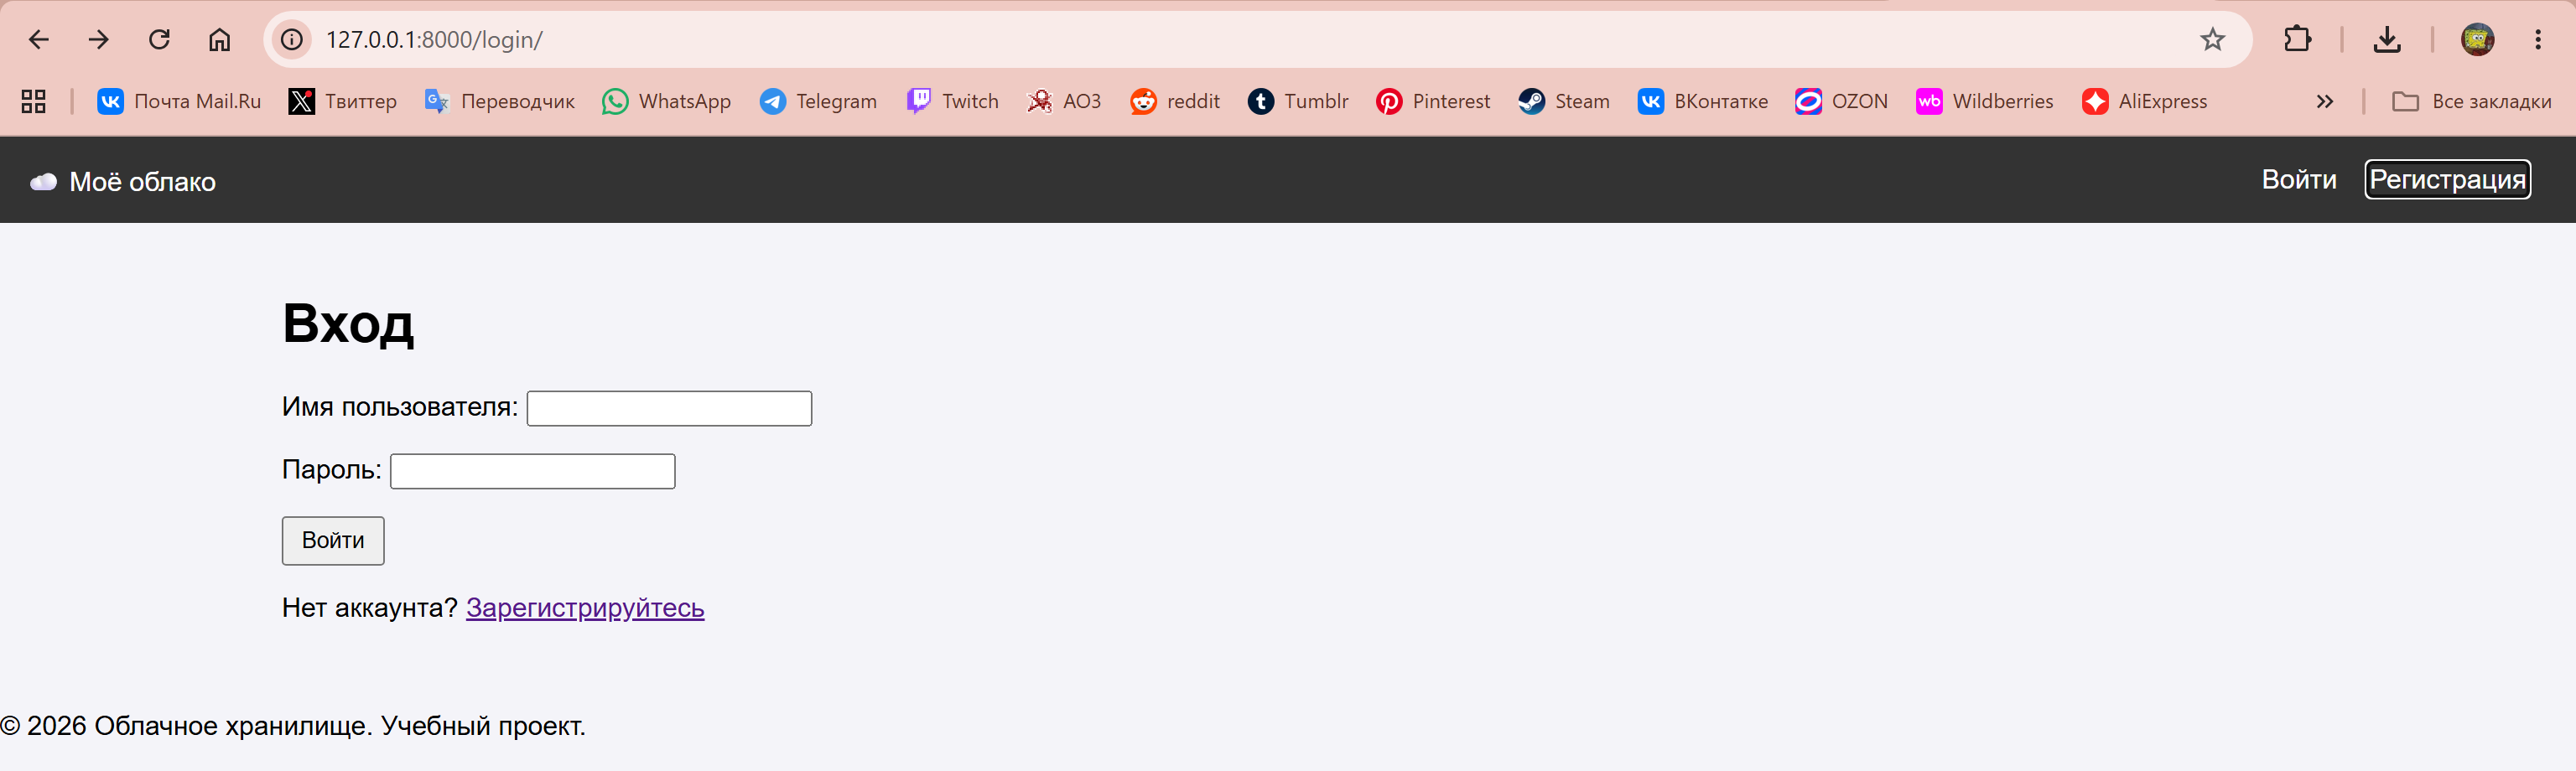 127.0.0.1:8000/login/
Почта Mail.Ru Твиттер Переводчик WhatsApp Telegram Twitch AO3 reddit Tumblr Pinterest Steam ВКонтатке OZON Wildberries AliExpress » Все закладки
Моё облако Войти Регистрация
Вход
Имя пользователя:
Пароль:
Войти
Нет аккаунта? Зарегистрируйтесь
© 2026 Облачное хранилище. Учебный проект.